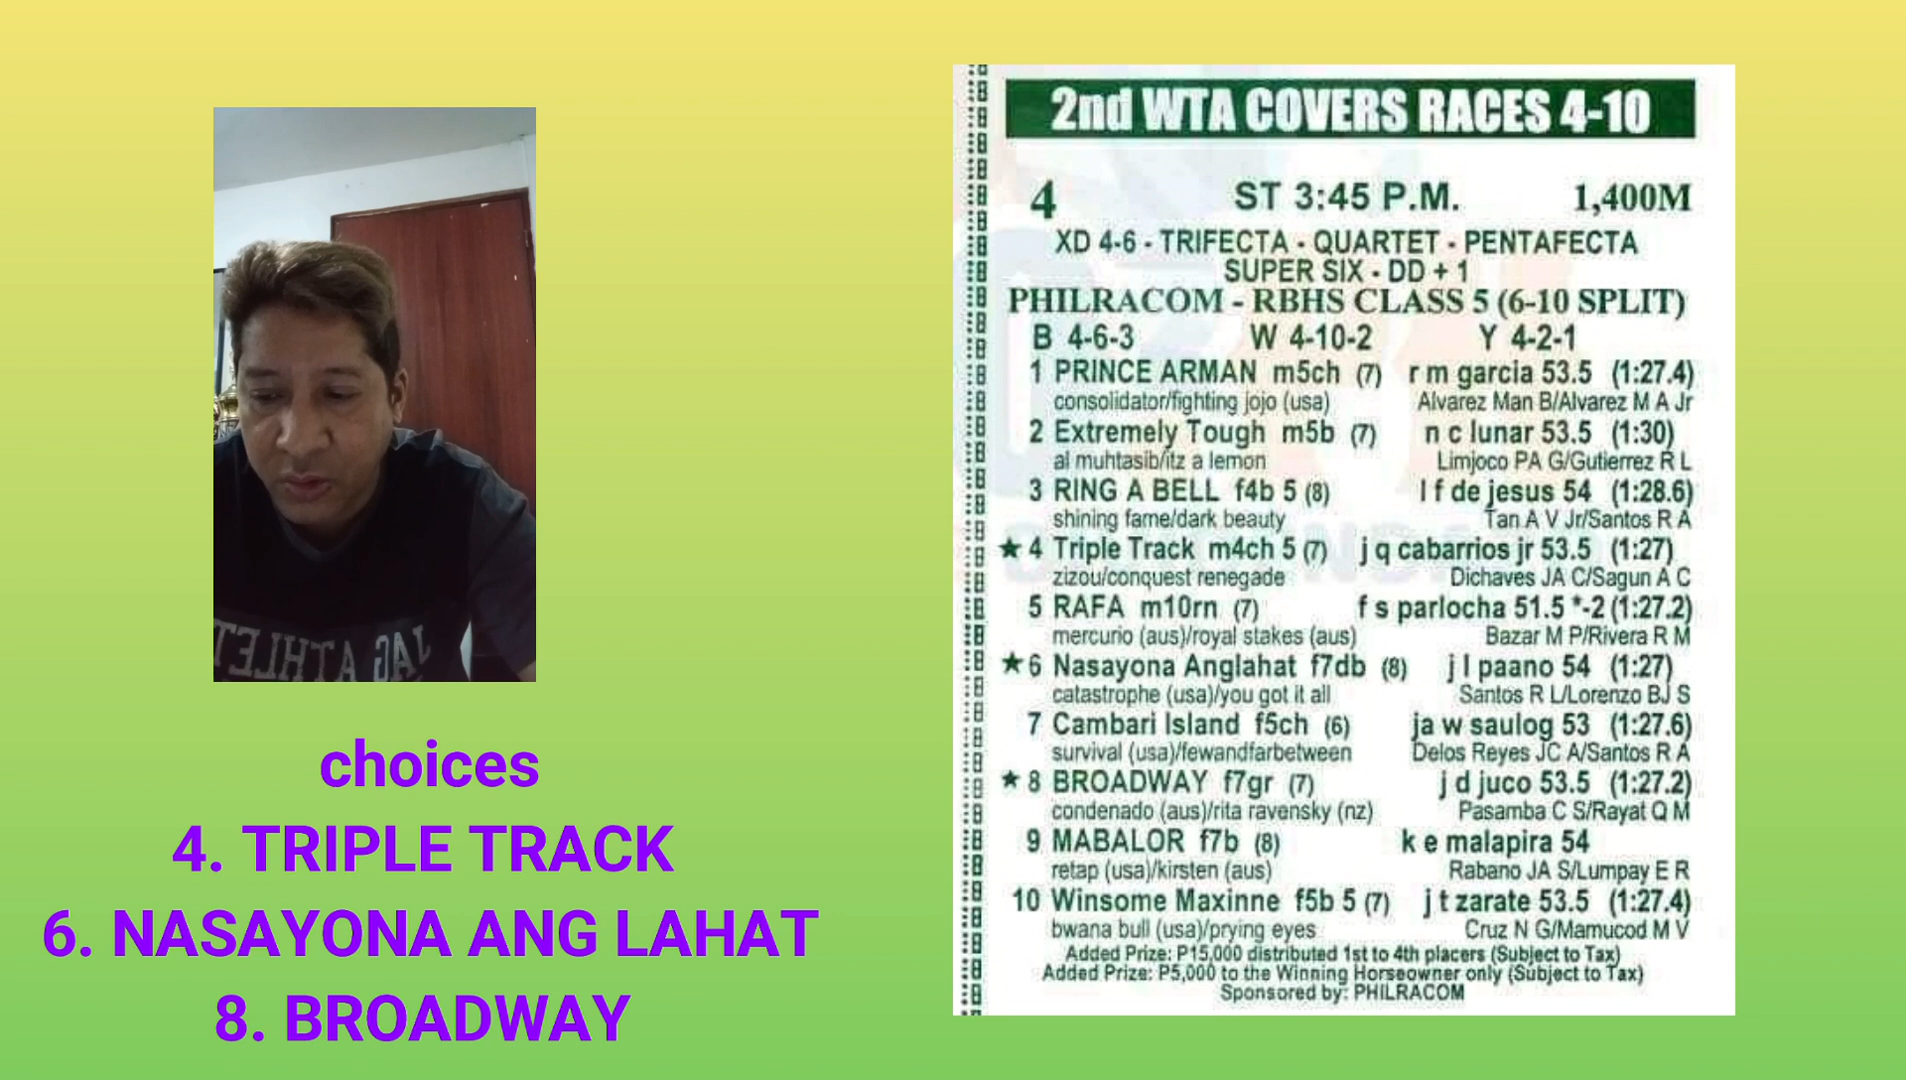 JAG ATHLET
choices
4. TRIPLE TRACK
6. NASAYONA ANG LAHAT
8. BROADWAY
2nd WTA COVERS RACES 4-10
4 ST 3:45 P.M. 1,400M
XD 4-6 - TRIFECTA - QUARTET - PENTAFECTA
SUPER SIX - DD + 1
PHILRACOM - RBHS CLASS 5 (6-10 SPLIT)
B 4-6-3 W 4-10-2 Y 4-2-1
1 PRINCE ARMAN m5ch (7) r m garcia 53.5 (1:27.4)
consolidator/fighting jojo (usa) Alvarez Man B/Alvarez M A Jr
2 Extremely Tough m5b (7) n c lunar 53.5 (1:30)
al muhtasib/itz a lemon Limjoco PA G/Gutierrez R L
3 RING A BELL f4b 5 (8) l f de jesus 54 (1:28.6)
shining fame/dark beauty Tan A V Jr/Santos R A
★ 4 Triple Track m4ch 5 (7) j q cabarrios jr 53.5 (1:27)
zizou/conquest renegade Dichaves JA C/Sagun A C
5 RAFA m10rn (7) f s parlocha 51.5 *-2 (1:27.2)
mercurio (aus)/royal stakes (aus) Bazar M P/Rivera R M
★ 6 Nasayona Anglahat f7db (8) j l paano 54 (1:27)
catastrophe (usa)/you got it all Santos R L/Lorenzo BJ S
7 Cambari Island f5ch (6) ja w saulog 53 (1:27.6)
survival (usa)/fewandfarbetween Delos Reyes JC A/Santos R A
★ 8 BROADWAY f7gr (7) j d juco 53.5 (1:27.2)
condenado (aus)/rita ravensky (nz) Pasamba C S/Rayat Q M
9 MABALOR f7b (8) k e malapira 54
retap (usa)/kirsten (aus) Rabano JA S/Lumpay E R
10 Winsome Maxinne f5b 5 (7) j t zarate 53.5 (1:27.4)
bwana bull (usa)/prying eyes Cruz N G/Mamucod M V
Added Prize: P15,000 distributed 1st to 4th placers (Subject to Tax)
Added Prize: P5,000 to the Winning Horseowner only (Subject to Tax)
Sponsored by: PHILRACOM